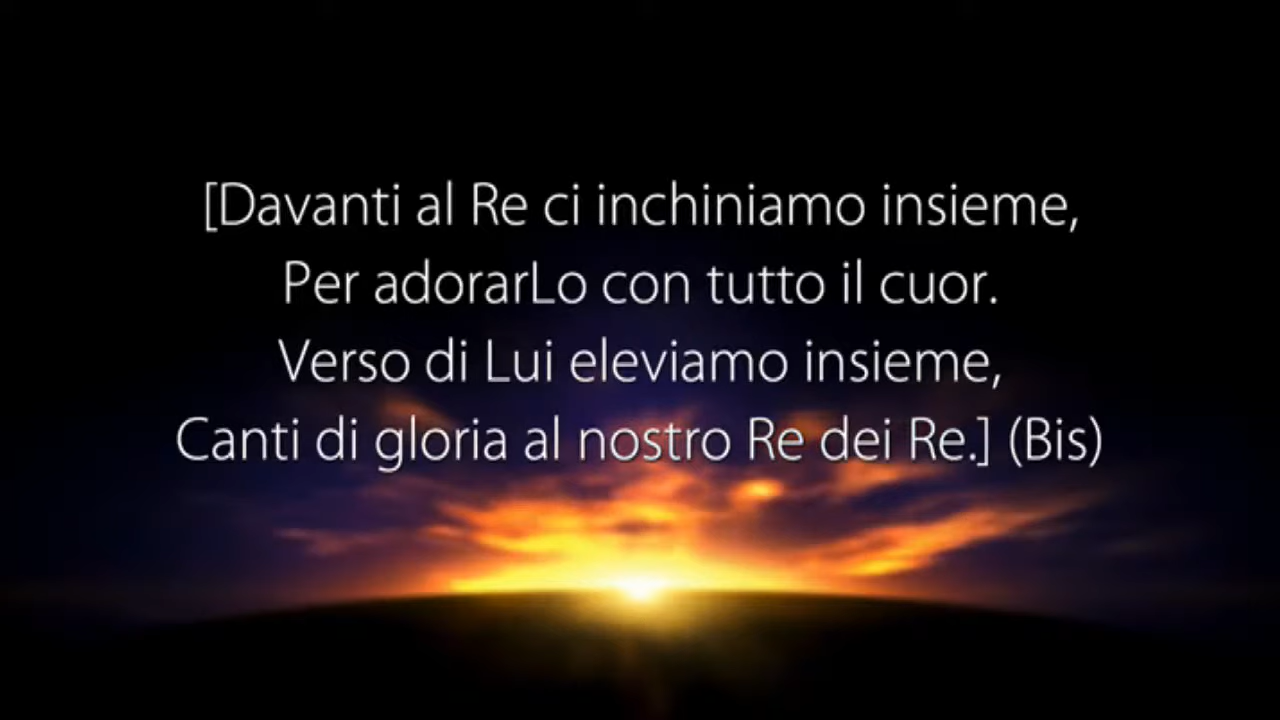 [Davanti al Re ci inchiniamo insieme,
Per adorarLo con tutto il cuor.
Verso di Lui eleviamo insieme,
Canti di gloria al nostro Re dei Re.] (Bis)